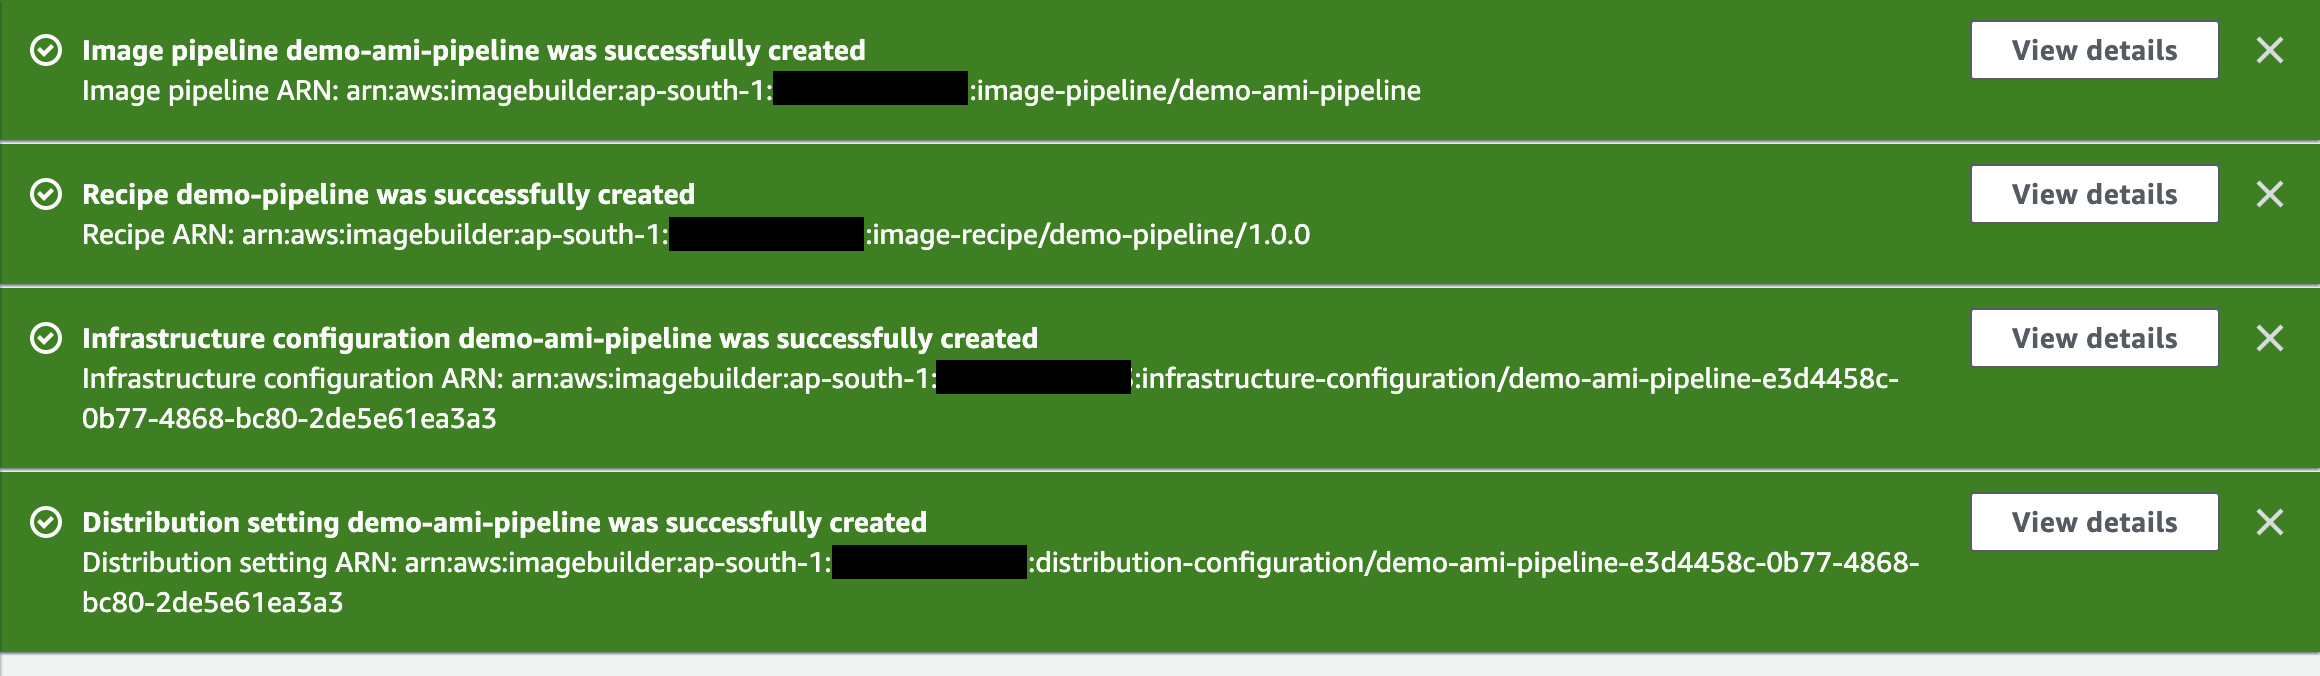 Image pipeline demo-ami-pipeline was successfully created
View details
Image pipeline ARN: arn:aws:imagebuilder:ap-south-1: :image-pipeline/demo-ami-pipeline
Recipe demo-pipeline was successfully created
View details
Recipe ARN: arn:aws:imagebuilder:ap-south-1: :image-recipe/demo-pipeline/1.0.0
Infrastructure configuration demo-ami-pipeline was successfully created
View details
Infrastructure configuration ARN: arn:aws:imagebuilder:ap-south-1: :infrastructure-configuration/demo-ami-pipeline-e3d4458c-
0b77-4868-bc80-2de5e61ea3a3
Distribution setting demo-ami-pipeline was successfully created
View details
Distribution setting ARN: arn:aws:imagebuilder:ap-south-1: :distribution-configuration/demo-ami-pipeline-e3d4458c-0b77-4868-
bc80-2de5e61ea3a3